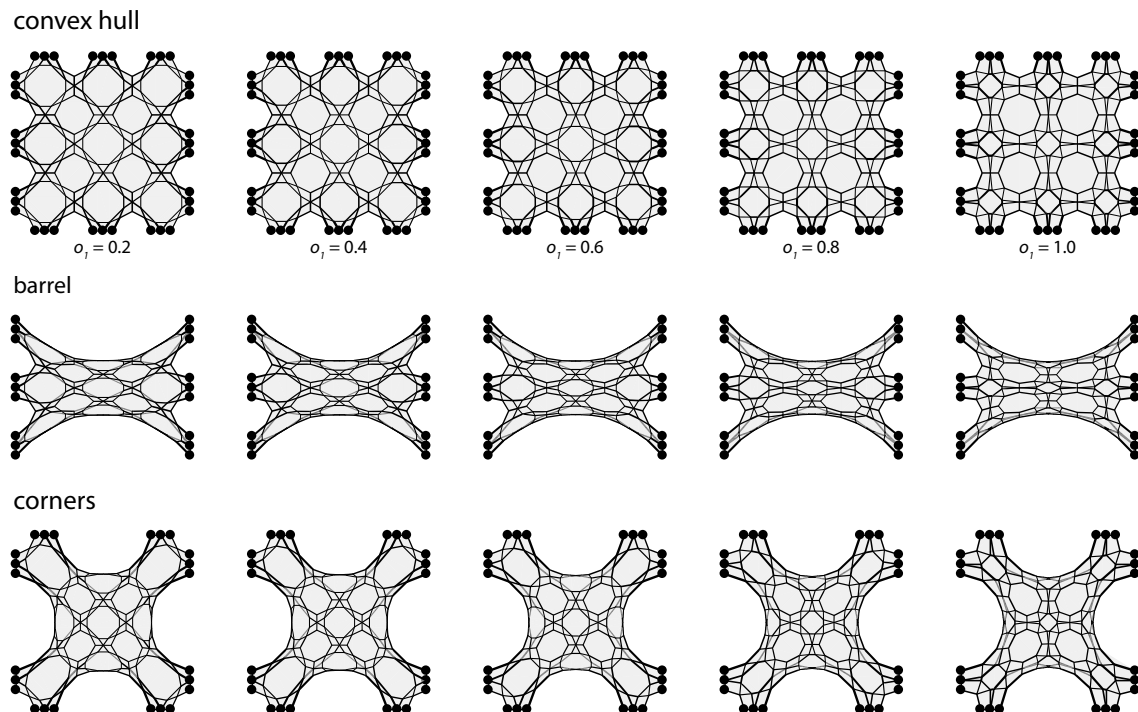 convex hull
o₁ = 0.2
o₁ = 0.4
o₁ = 0.6
o₁ = 0.8
o₁ = 1.0
barrel
corners